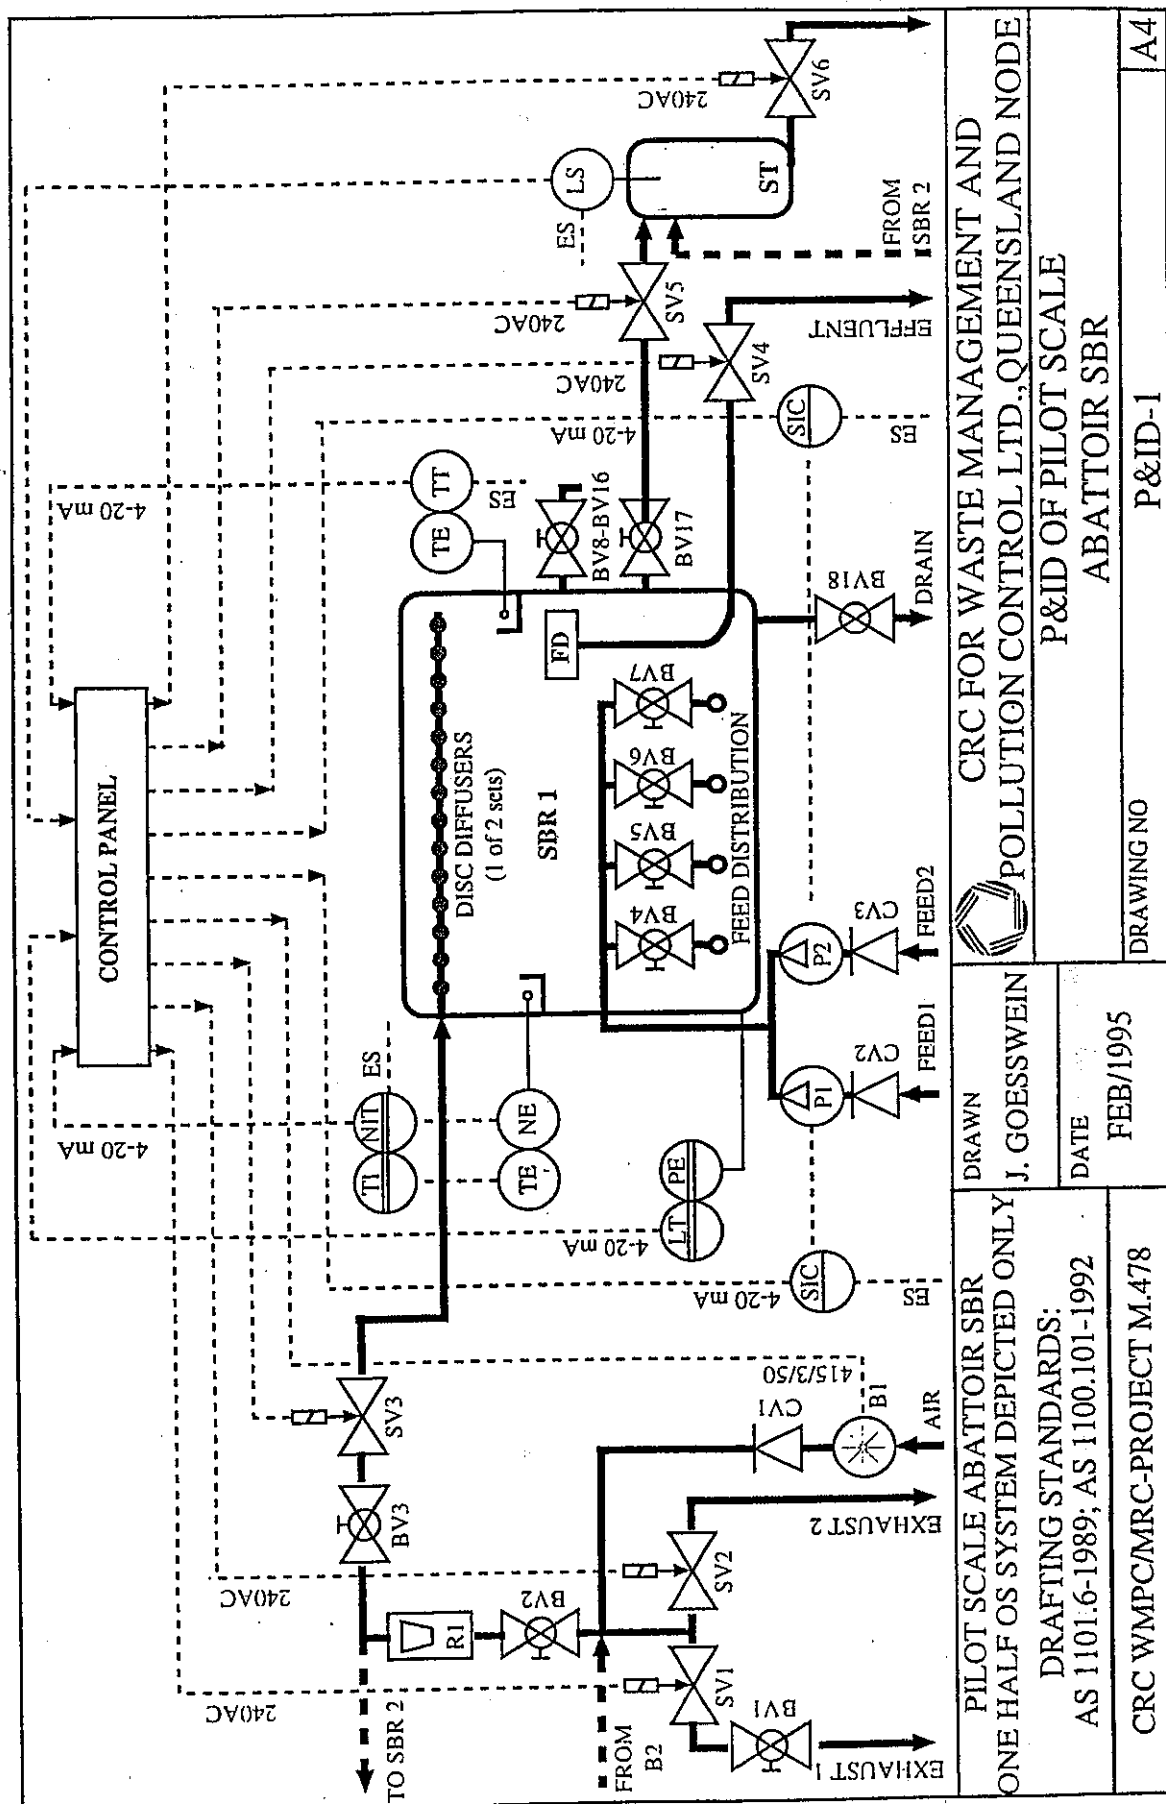 CONTROL PANEL
4-20 mA
4-20 mA
240AC
240AC
240AC
240AC
240AC
TO SBR 2
BV3
SV3
R1
BV2
FROM
B2
SV1
SV2
BV1
EXHAUST 1
EXHAUST 2
CV1
B1
AIR
415/3/50
TI
NIT
ES
TE
NE
LT
PE
4-20 mA
SIC
4-20 mA
ES
DISC DIFFUSERS
(1 of 2 sets)
SBR 1
FD
BV4
BV5
BV6
BV7
FEED DISTRIBUTION
P1
P2
CV2
CV3
FEED1
FEED2
TE
TT
ES
BV8-BV16
BV17
BV18
DRAIN
4-20 mA
SIC
ES
SV4
EFFLUENT
SV5
LS
ES
ST
FROM
SBR 2
SV6
PILOT SCALE ABATTOIR SBR
ONE HALF OS SYSTEM DEPICTED ONLY
DRAFTING STANDARDS:
AS 1101.6-1989; AS 1100.101-1992
CRC WMPC/MRC-PROJECT M.478
DRAWN
J. GOESSWEIN
DATE
FEB/1995
CRC FOR WASTE MANAGEMENT AND
POLLUTION CONTROL LTD.,QUEENSLAND NODE
P&ID OF PILOT SCALE
ABATTOIR SBR
DRAWING NO
P&ID-1
A4